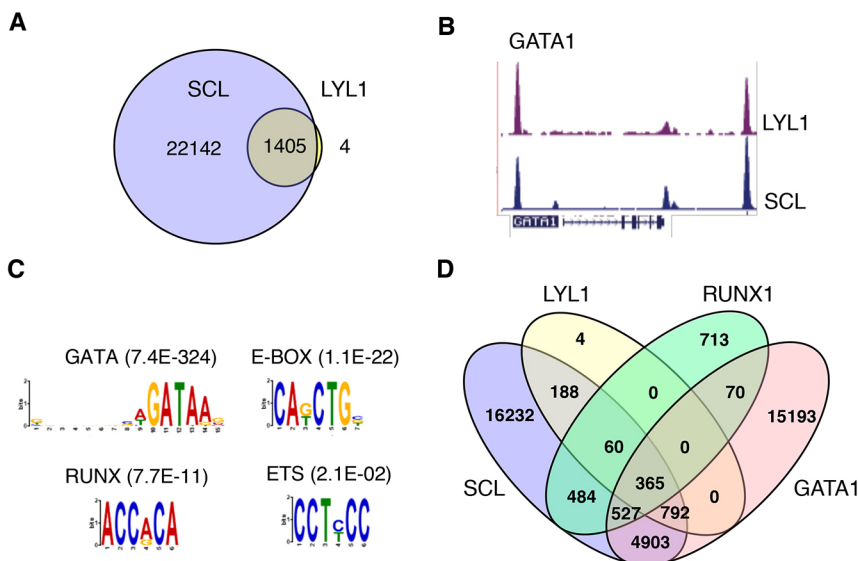 A
SCL
LYL1
22142
1405
4
B
GATA1
LYL1
SCL
GATA1
C
GATA (7.4E-324)
E-BOX (1.1E-22)
RUNX (7.7E-11)
ETS (2.1E-02)
D
LYL1
RUNX1
4
713
188
0
70
16232
15193
60
0
SCL
484
365
0
GATA1
527
792
4903